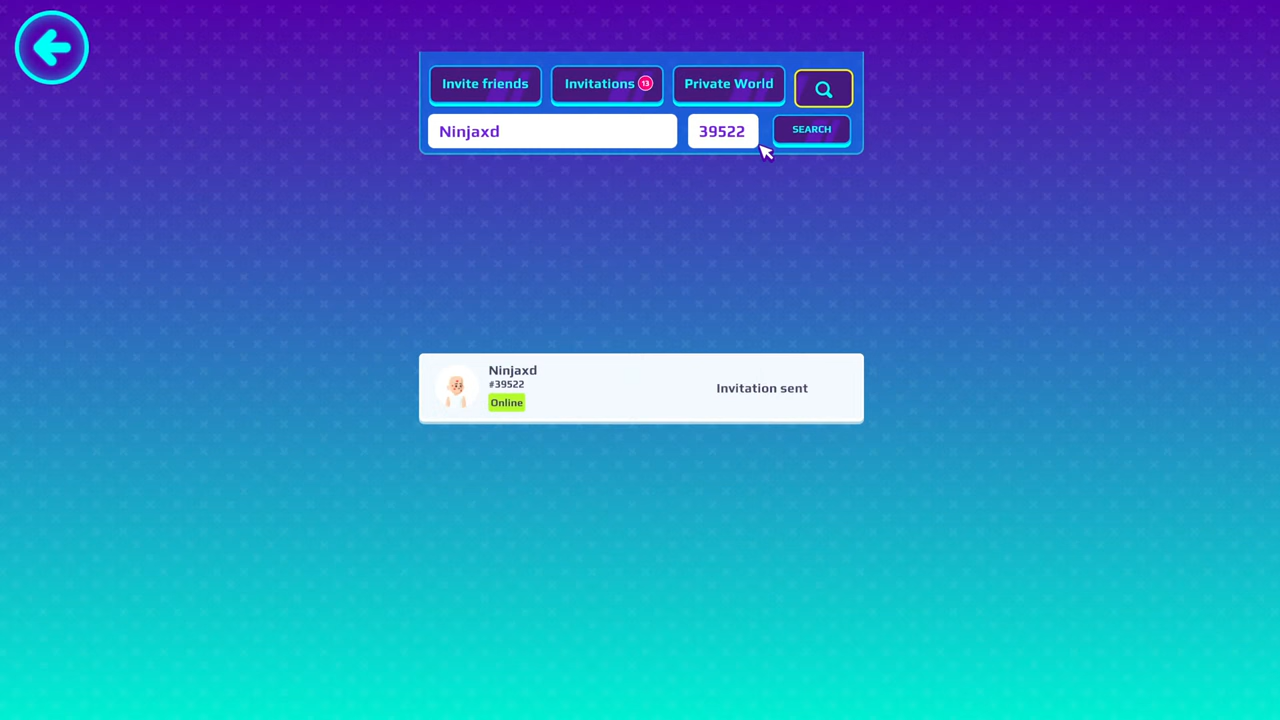 Invite friends
Invitations 13
Private World
Ninjaxd
39522
SEARCH
Ninjaxd
#39522
Online
Invitation sent